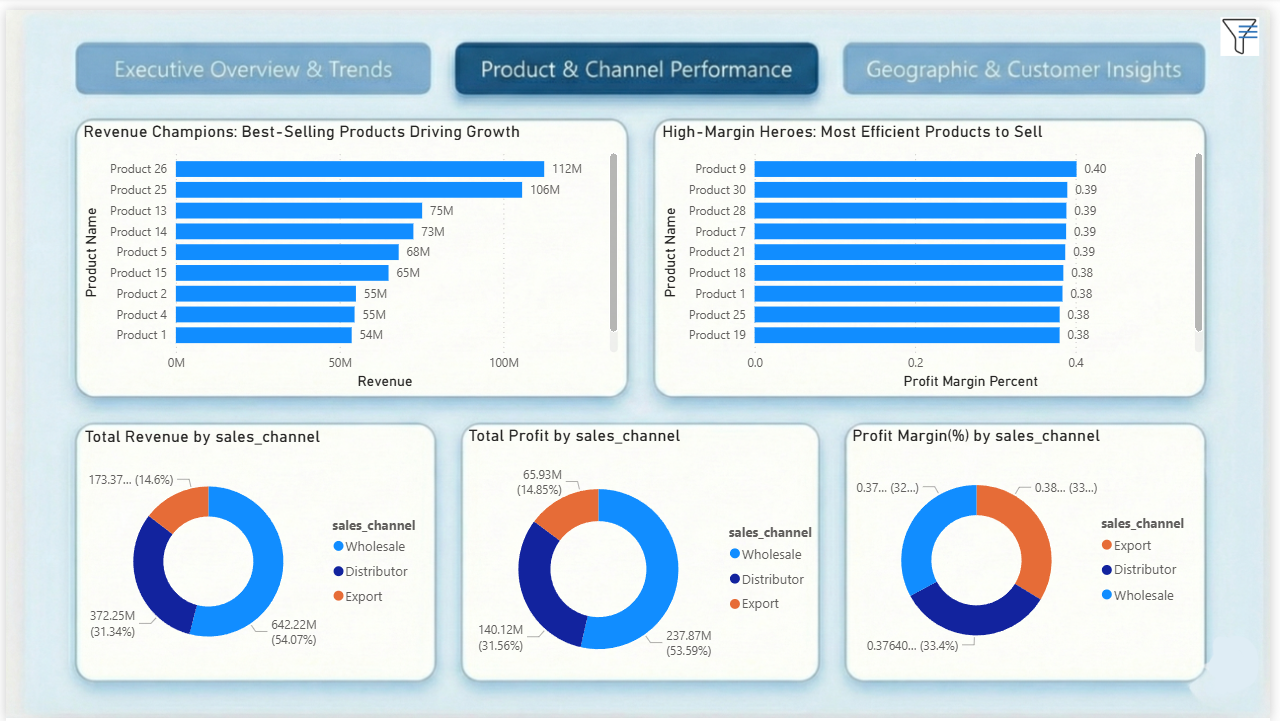 Executive Overview & Trends
Product & Channel Performance
Geographic & Customer Insights
Revenue Champions: Best-Selling Products Driving Growth
Product Name
Product 26 112M
Product 25 106M
Product 13 75M
Product 14 73M
Product 5 68M
Product 15 65M
Product 2 55M
Product 4 55M
Product 1 54M
0M 50M 100M
Revenue
High-Margin Heroes: Most Efficient Products to Sell
Product Name
Product 9 0.40
Product 30 0.39
Product 28 0.39
Product 7 0.39
Product 21 0.39
Product 18 0.38
Product 1 0.38
Product 25 0.38
Product 19 0.38
0.0 0.2 0.4
Profit Margin Percent
Total Revenue by sales_channel
173.37... (14.6%)
372.25M
(31.34%)
642.22M
(54.07%)
sales_channel
Wholesale
Distributor
Export
Total Profit by sales_channel
65.93M
(14.85%)
140.12M
(31.56%)
237.87M
(53.59%)
sales_channel
Wholesale
Distributor
Export
Profit Margin(%) by sales_channel
0.37... (32...)
0.38... (33...)
0.37640... (33.4%)
sales_channel
Export
Distributor
Wholesale